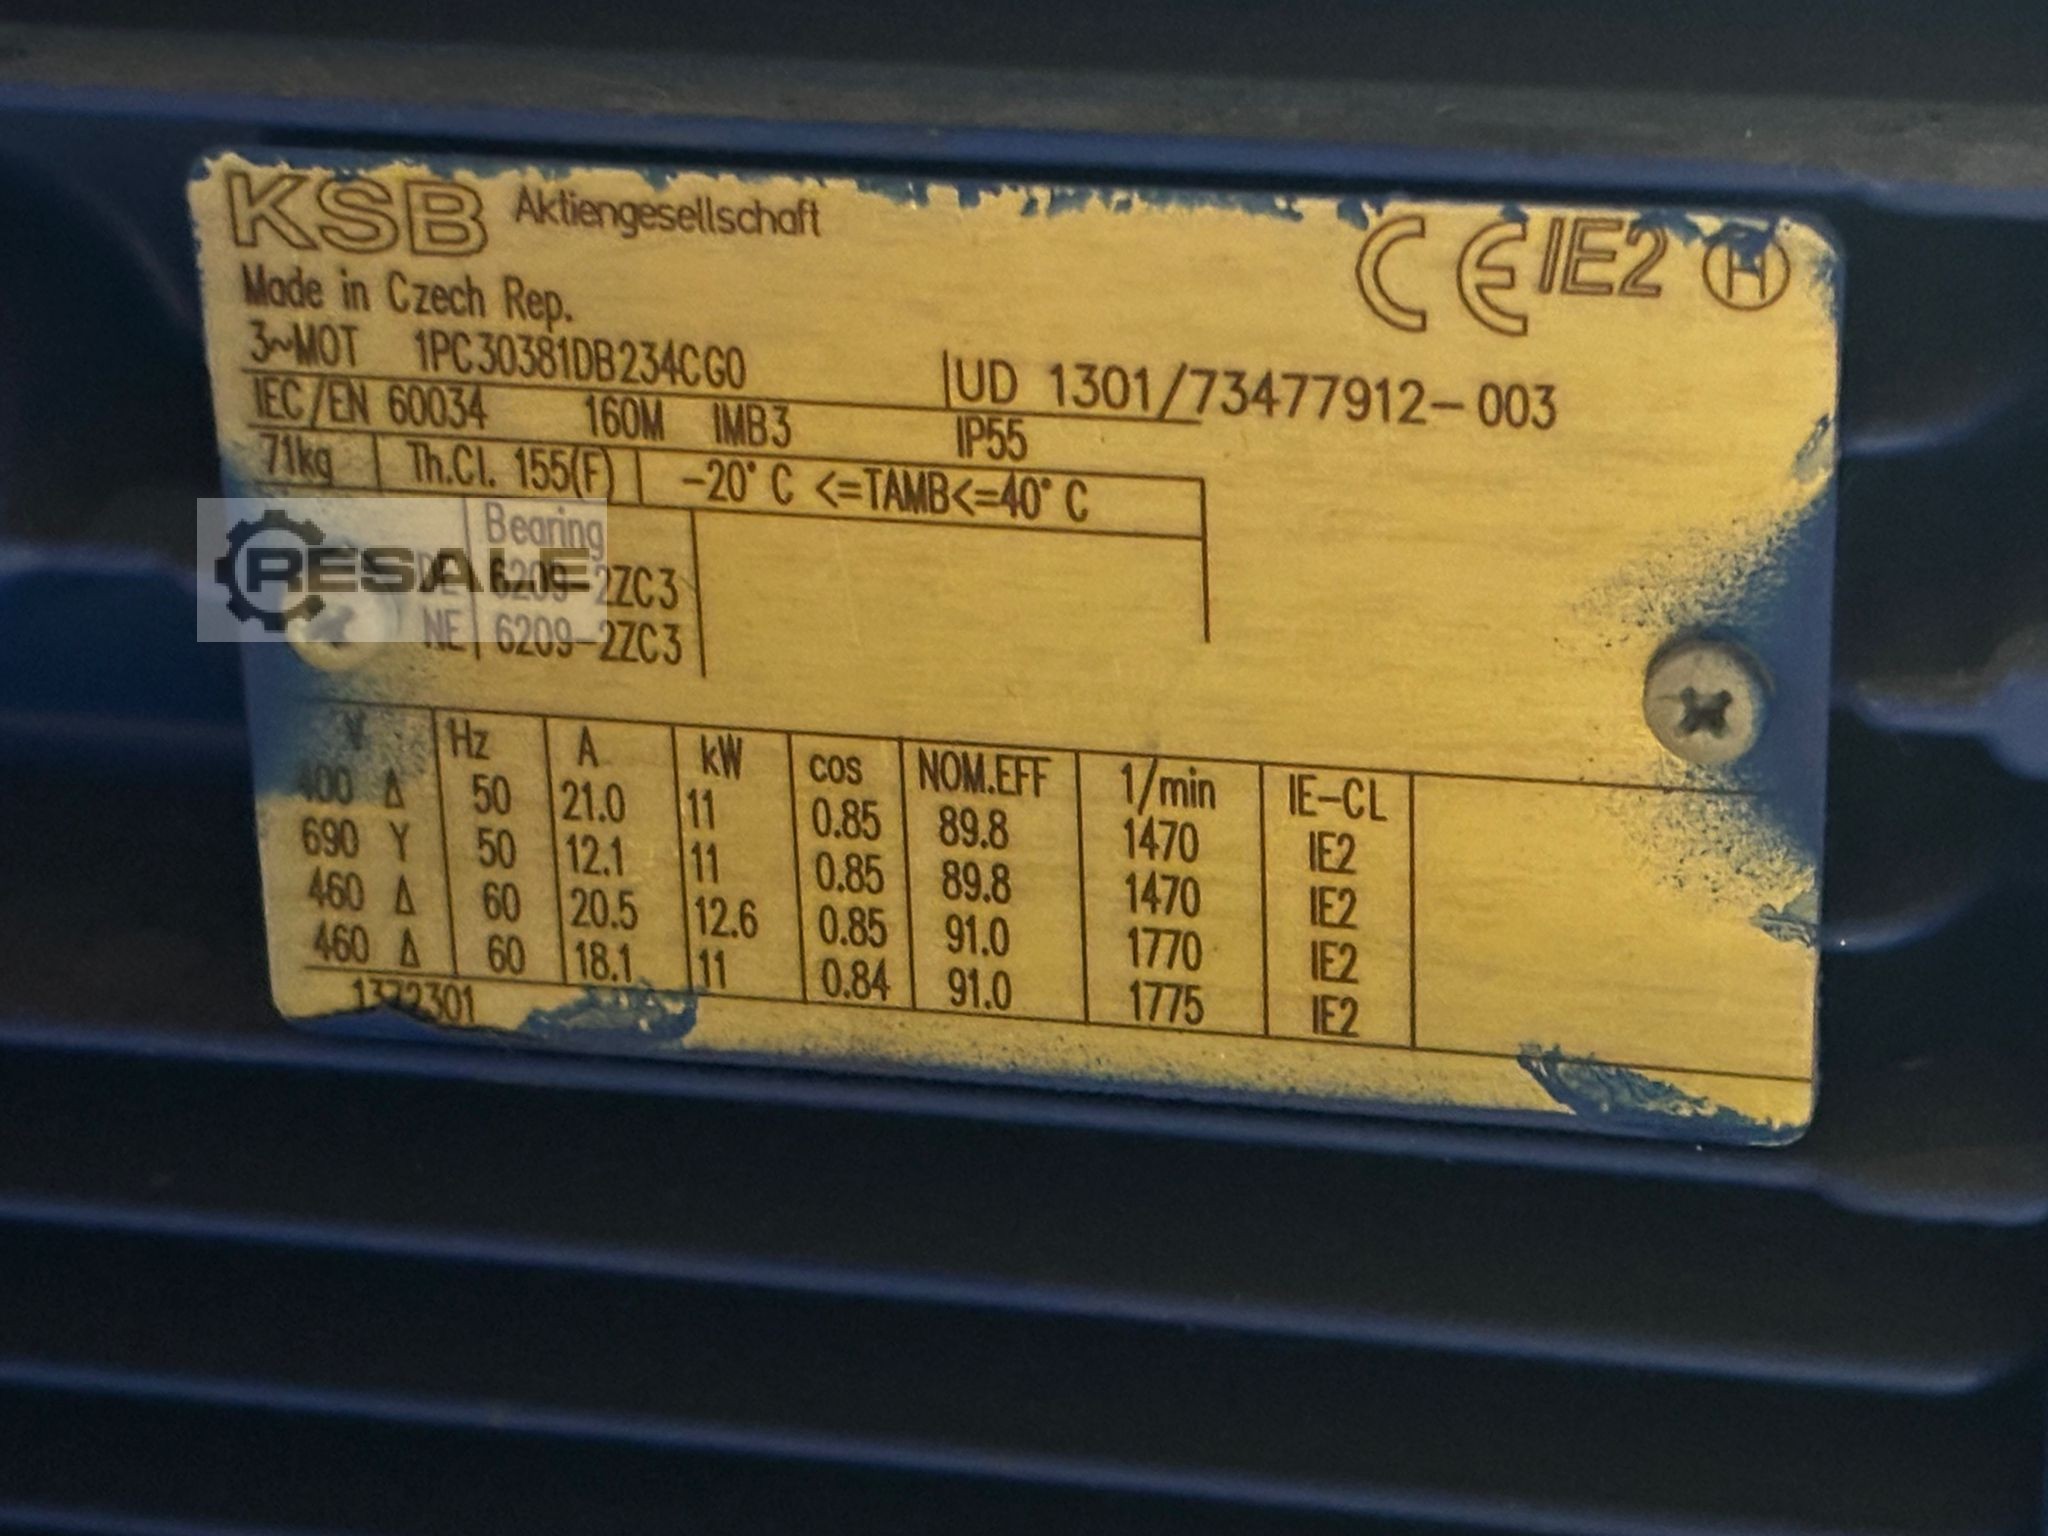 KSB Aktiengesellschaft
CE IE2 H
Made in Czech Rep.
3~MOT 1PC30381DB234CG0 UD 1301/73477912-003
IEC/EN 60034 160M IMB3 IP55
71kg Th.Cl. 155(F) -20°C <=TAMB<=40°C
Bearing
DE 6209-2ZC3
NE 6209-2ZC3
RESALE
V Hz A kW cos NOM.EFF 1/min IE-CL
400 Δ 50 21.0 11 0.85 89.8 1470 IE2
690 Y 50 12.1 11 0.85 89.8 1470 IE2
460 Δ 60 20.5 12.6 0.85 91.0 1770 IE2
460 Δ 60 18.1 11 0.84 91.0 1775 IE2
1372301